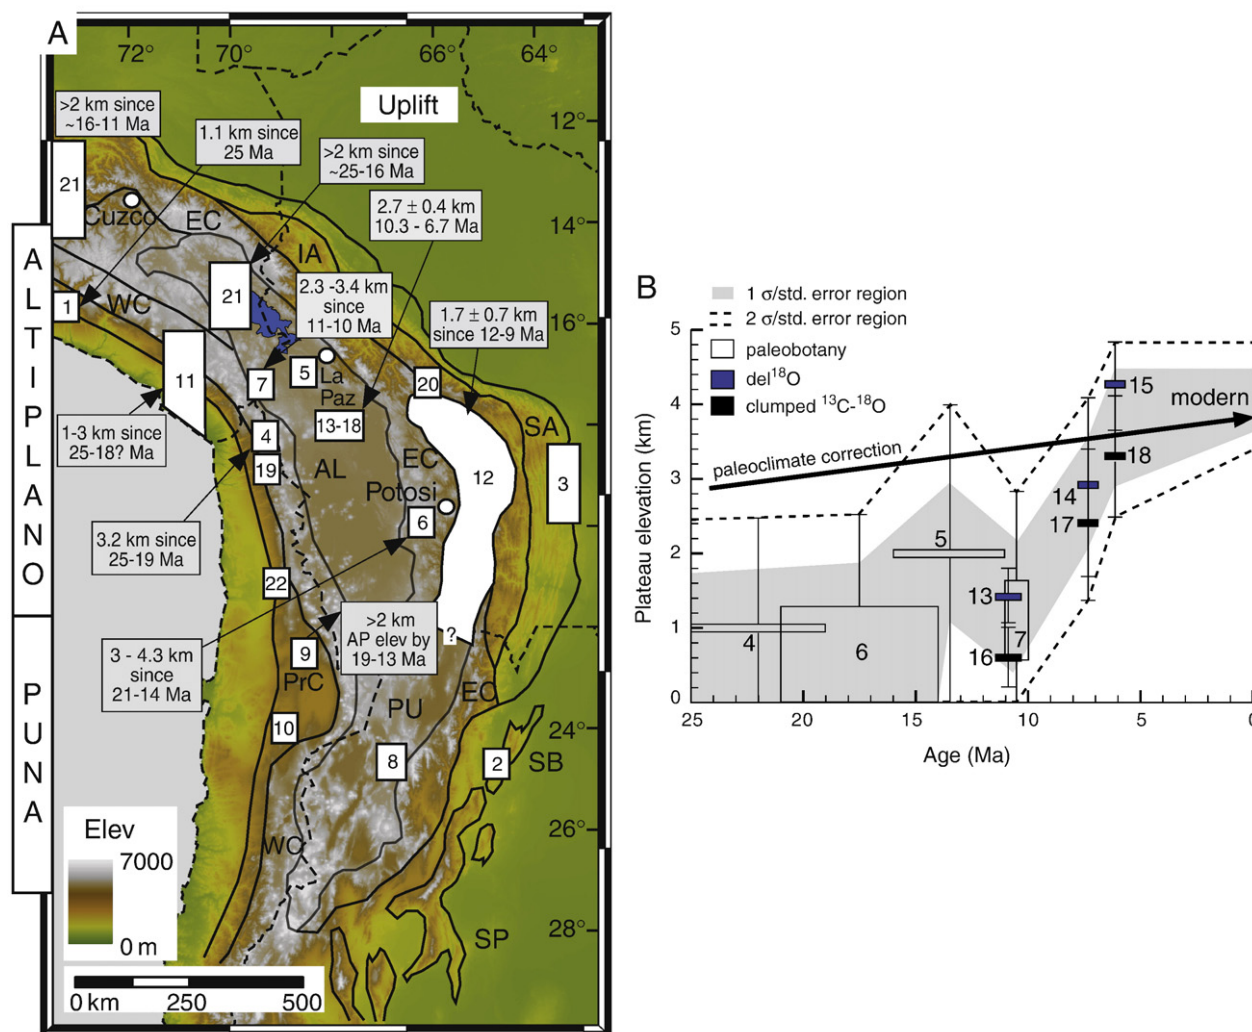 A
72°
70°
66°
64°
Uplift
>2 km since
~16-11 Ma
1.1 km since
25 Ma
>2 km since
~25-16 Ma
2.7 ± 0.4 km
10.3 - 6.7 Ma
12°
14°
16°
21
Cuzco
EC
IA
WC
1
21
2.3 -3.4 km
since
11-10 Ma
1.7 ± 0.7 km
since 12-9 Ma
11
7
5
La
Paz
20
13-18
SA
1-3 km since
25-18? Ma
4
19
AL
EC
12
3
Potosi
6
3.2 km since
25-19 Ma
22
>2 km
AP elev by
19-13 Ma
?
3 - 4.3 km
since
21-14 Ma
9
PrC
PU
EC
10
24°
8
2
SB
26°
WC
28°
SP
ALTIPLANO
PUNA
Elev
7000
0 m
0 km
250
500
B
1 σ/std. error region
2 σ/std. error region
paleobotany
del¹⁸O
clumped ¹³C-¹⁸O
Plateau elevation (km)
5
4
3
2
1
0
15
modern
paleoclimate correction
18
14
17
5
13
4
6
7
16
25
20
15
10
5
0
Age (Ma)